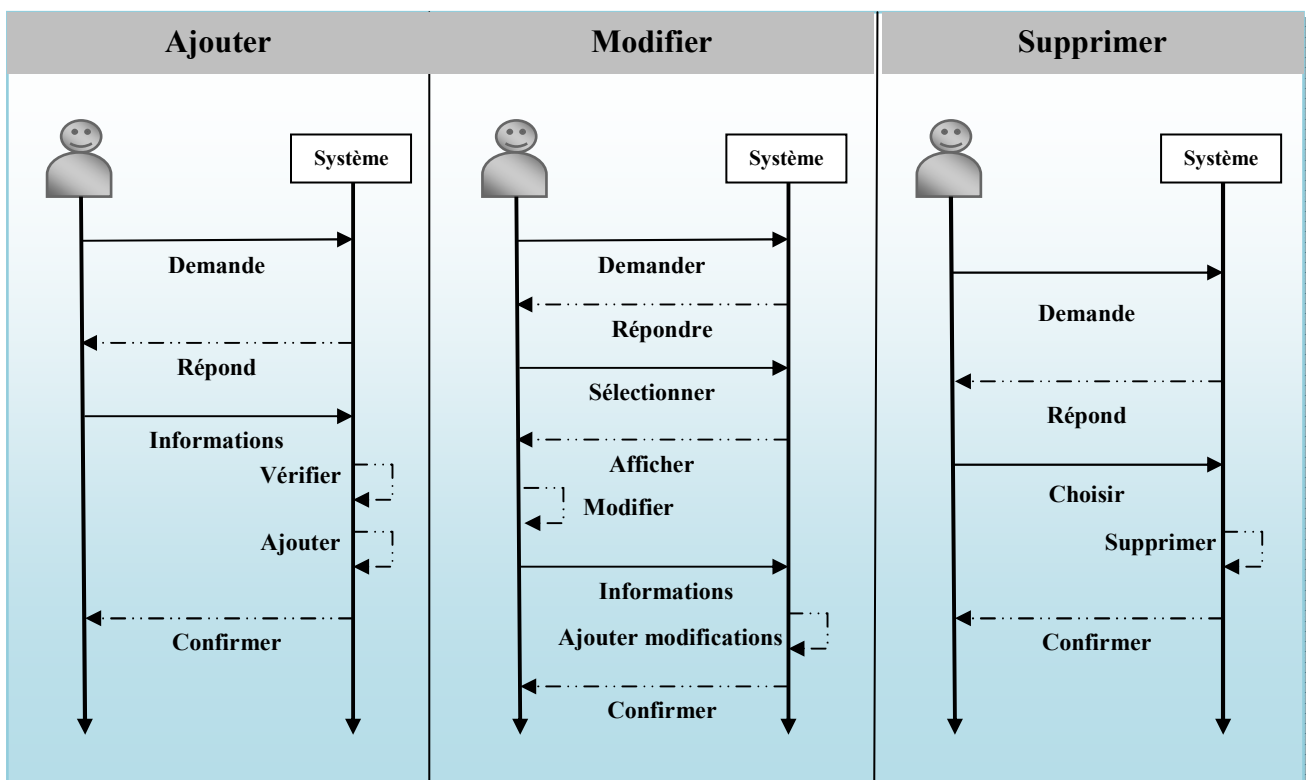 Ajouter
Système
Demande
Répond
Informations
Vérifier
Ajouter
Confirmer
Modifier
Système
Demander
Répondre
Sélectionner
Afficher
Modifier
Informations
Ajouter modifications
Confirmer
Supprimer
Système
Demande
Répond
Choisir
Supprimer
Confirmer